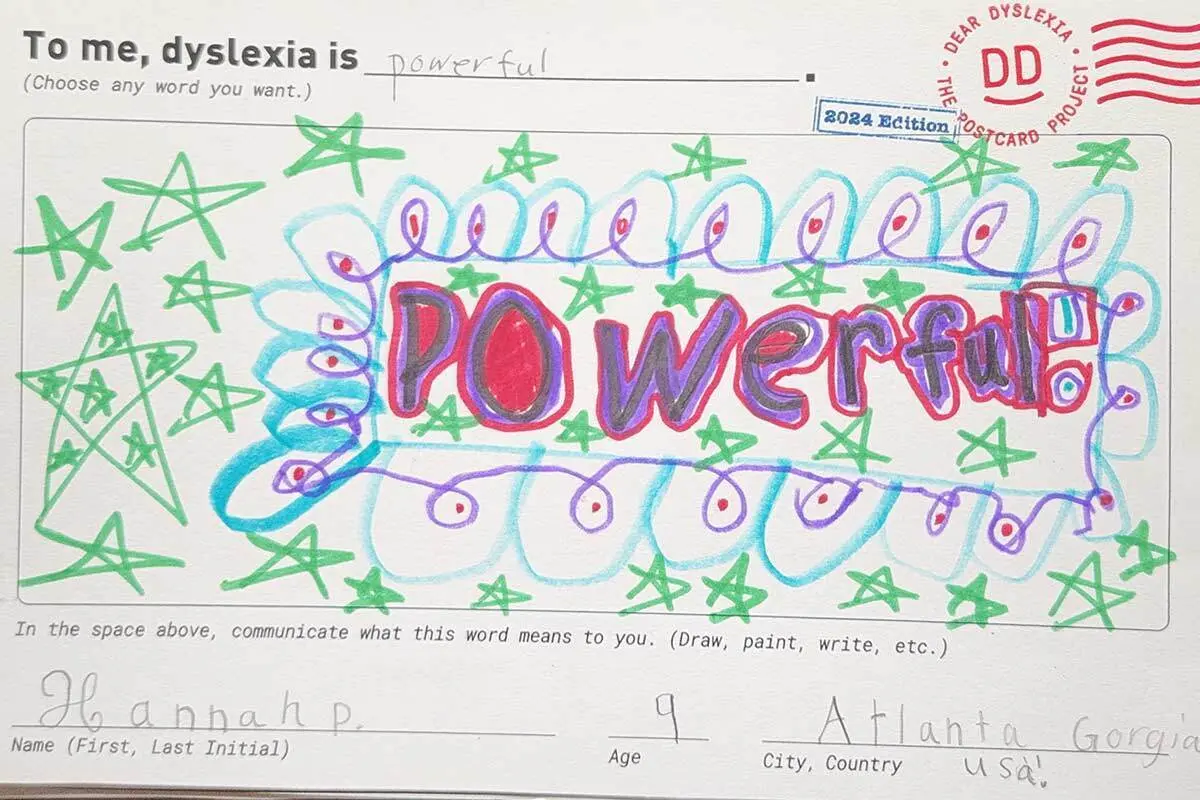 To me, dyslexia is powerful.
(Choose any word you want.)
• DEAR DYSLEXIA • THE POSTCARD PROJECT
DD
2024 Edition
POwerful!
In the space above, communicate what this word means to you. (Draw, paint, write, etc.)
Hannah p.
Name (First, Last Initial)
9
Age
Atlanta Gorgia
usa!
City, Country